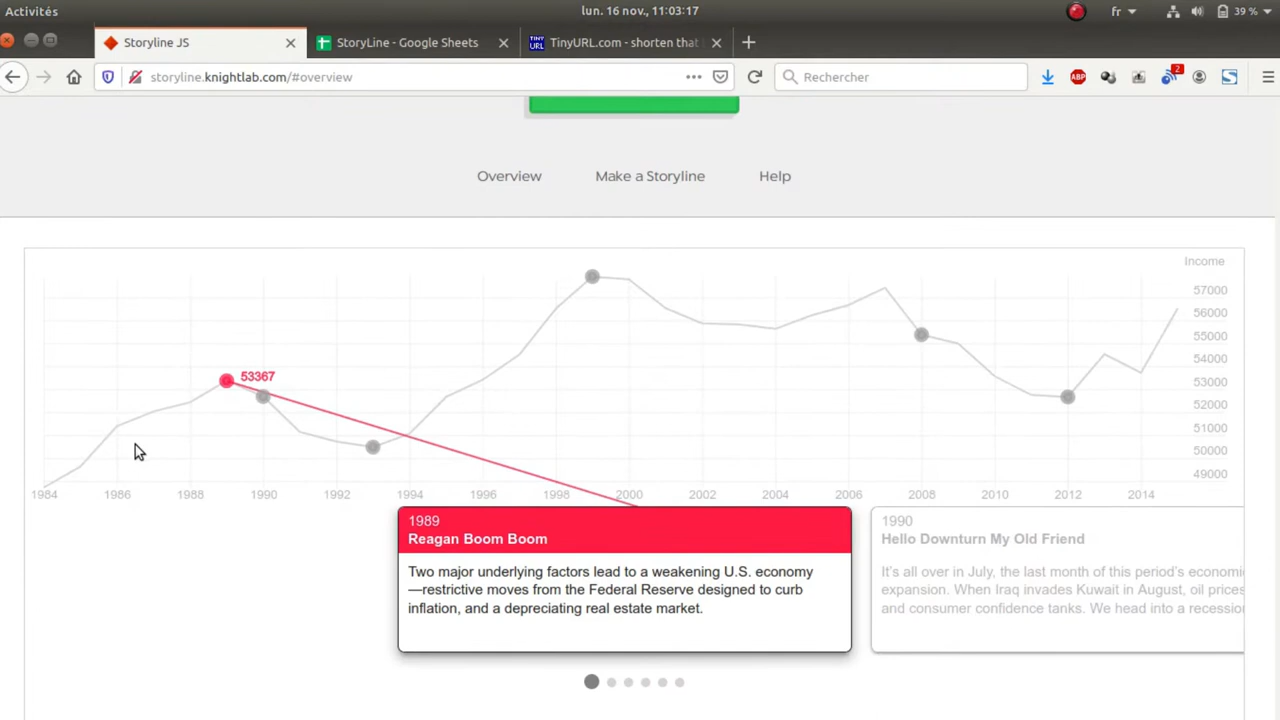 Activités
lun. 16 nov., 11:03:17
fr
39 %
Storyline JS
StoryLine - Google Sheets
TinyURL.com - shorten that
storyline.knightlab.com/#overview
Rechercher
ABP
2
Overview
Make a Storyline
Help
Income
57000
56000
55000
54000
53000
52000
51000
50000
49000
53367
1984 1986 1988 1990 1992 1994 1996 1998 2000 2002 2004 2006 2008 2010 2012 2014
1989
Reagan Boom Boom
Two major underlying factors lead to a weakening U.S. economy
—restrictive moves from the Federal Reserve designed to curb
inflation, and a depreciating real estate market.
1990
Hello Downturn My Old Friend
It's all over in July, the last month of this period's economi
expansion. When Iraq invades Kuwait in August, oil prices
and consumer confidence tanks. We head into a recessio